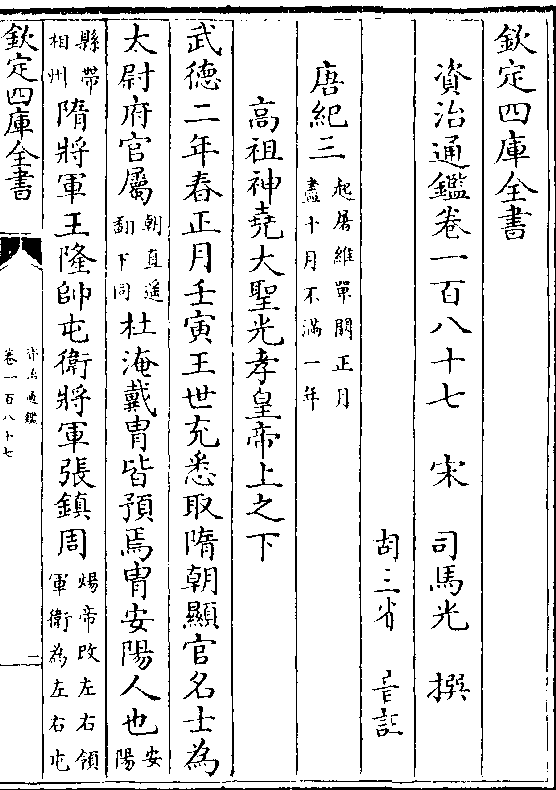 欽定四庫全書
資治通鑑卷一百八十七 宋 司馬光 撰
胡三省 音註
唐紀三 起屠維單閼正月盡十月不滿一年
高祖神堯大聖光孝皇帝上之下
武德二年春正月壬寅王世充悉取隋朝顯官名士為
太尉府官屬 朝直遥翻下同 杜淹戴胄皆預焉胄安陽人也 安陽
縣帶相州 隋將軍王隆帥屯衛將軍張鎮周 煬帝改左右領軍衛為左右屯
欽定四庫全書
資治通鑑
卷一百八十七
二